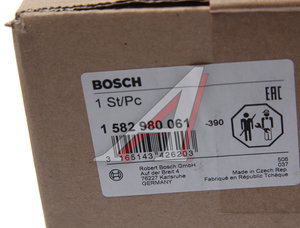 BOSCH
1 St/Pc
1 582 980 061 -390
EAC
3 165143 426203
Robert Bosch GmbH
Auf der Breit 4
76227 Karlsruhe
GERMANY
506
037
Made in Czech Rep.
Fabriqué en République Tchèque